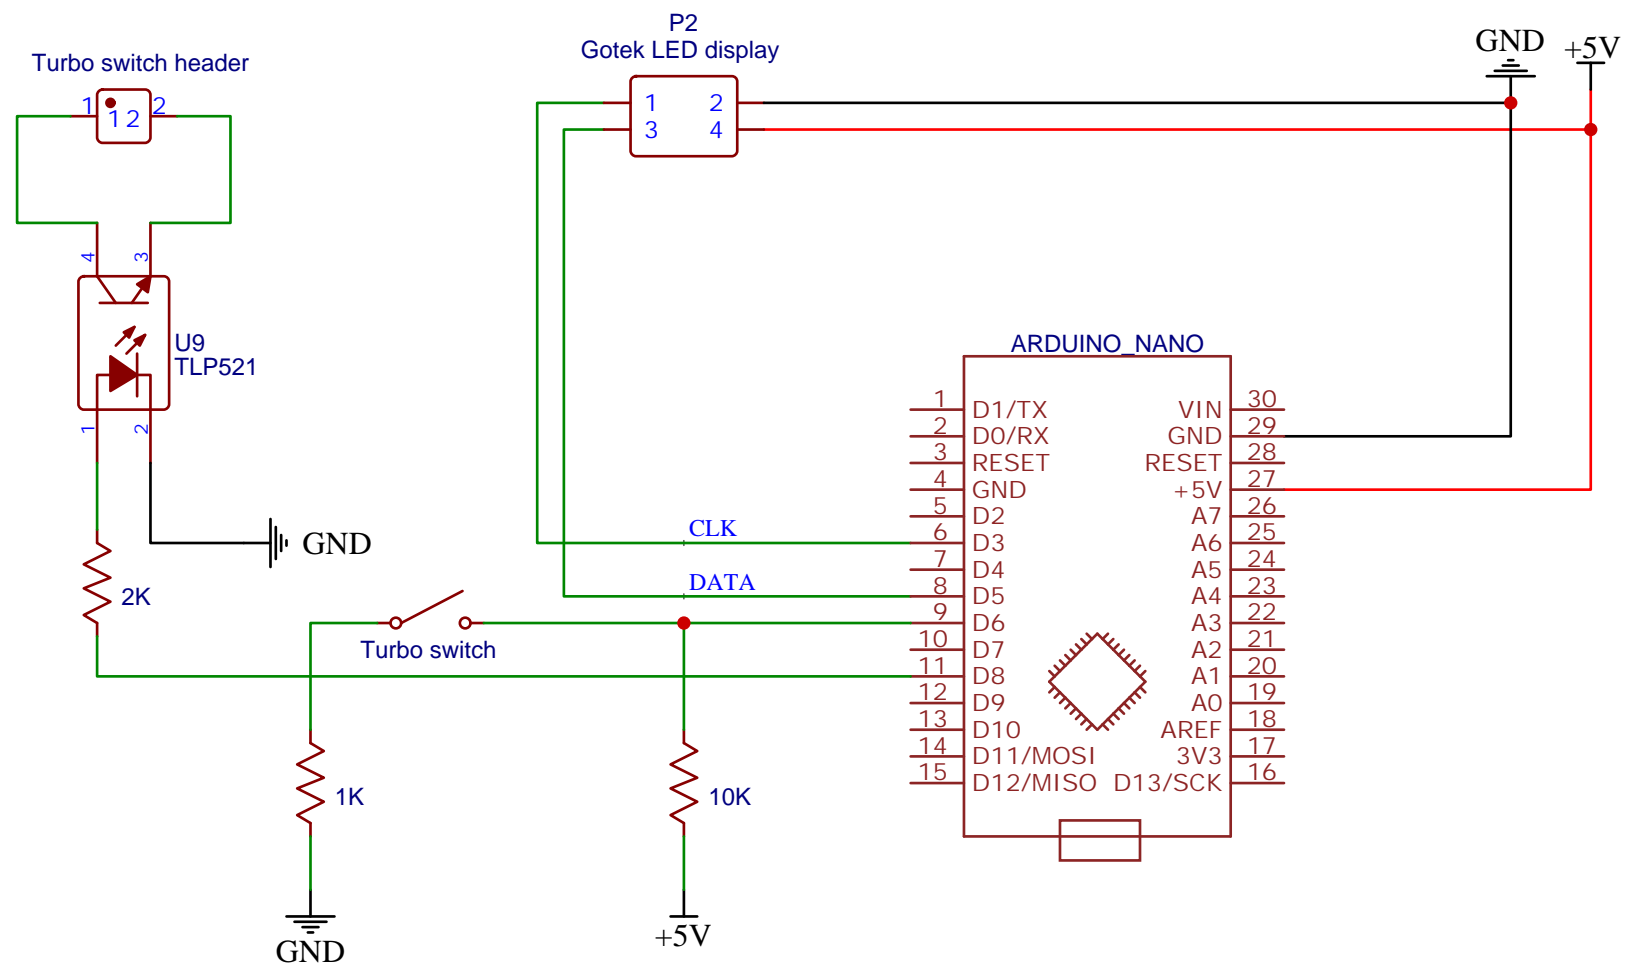 P2
Gotek LED display
GND
+5V
Turbo switch header
1
1 2
2
1
2
3
4
4
3
U9
TLP521
1
2
GND
2K
CLK
DATA
Turbo switch
1K
GND
10K
+5V
ARDUINO_NANO
1 D1/TX VIN 30
2 D0/RX GND 29
3 RESET RESET 28
4 GND +5V 27
5 D2 A7 26
6 D3 A6 25
7 D4 A5 24
8 D5 A4 23
9 D6 A3 22
10 D7 A2 21
11 D8 A1 20
12 D9 A0 19
13 D10 AREF 18
14 D11/MOSI 3V3 17
15 D12/MISO D13/SCK 16